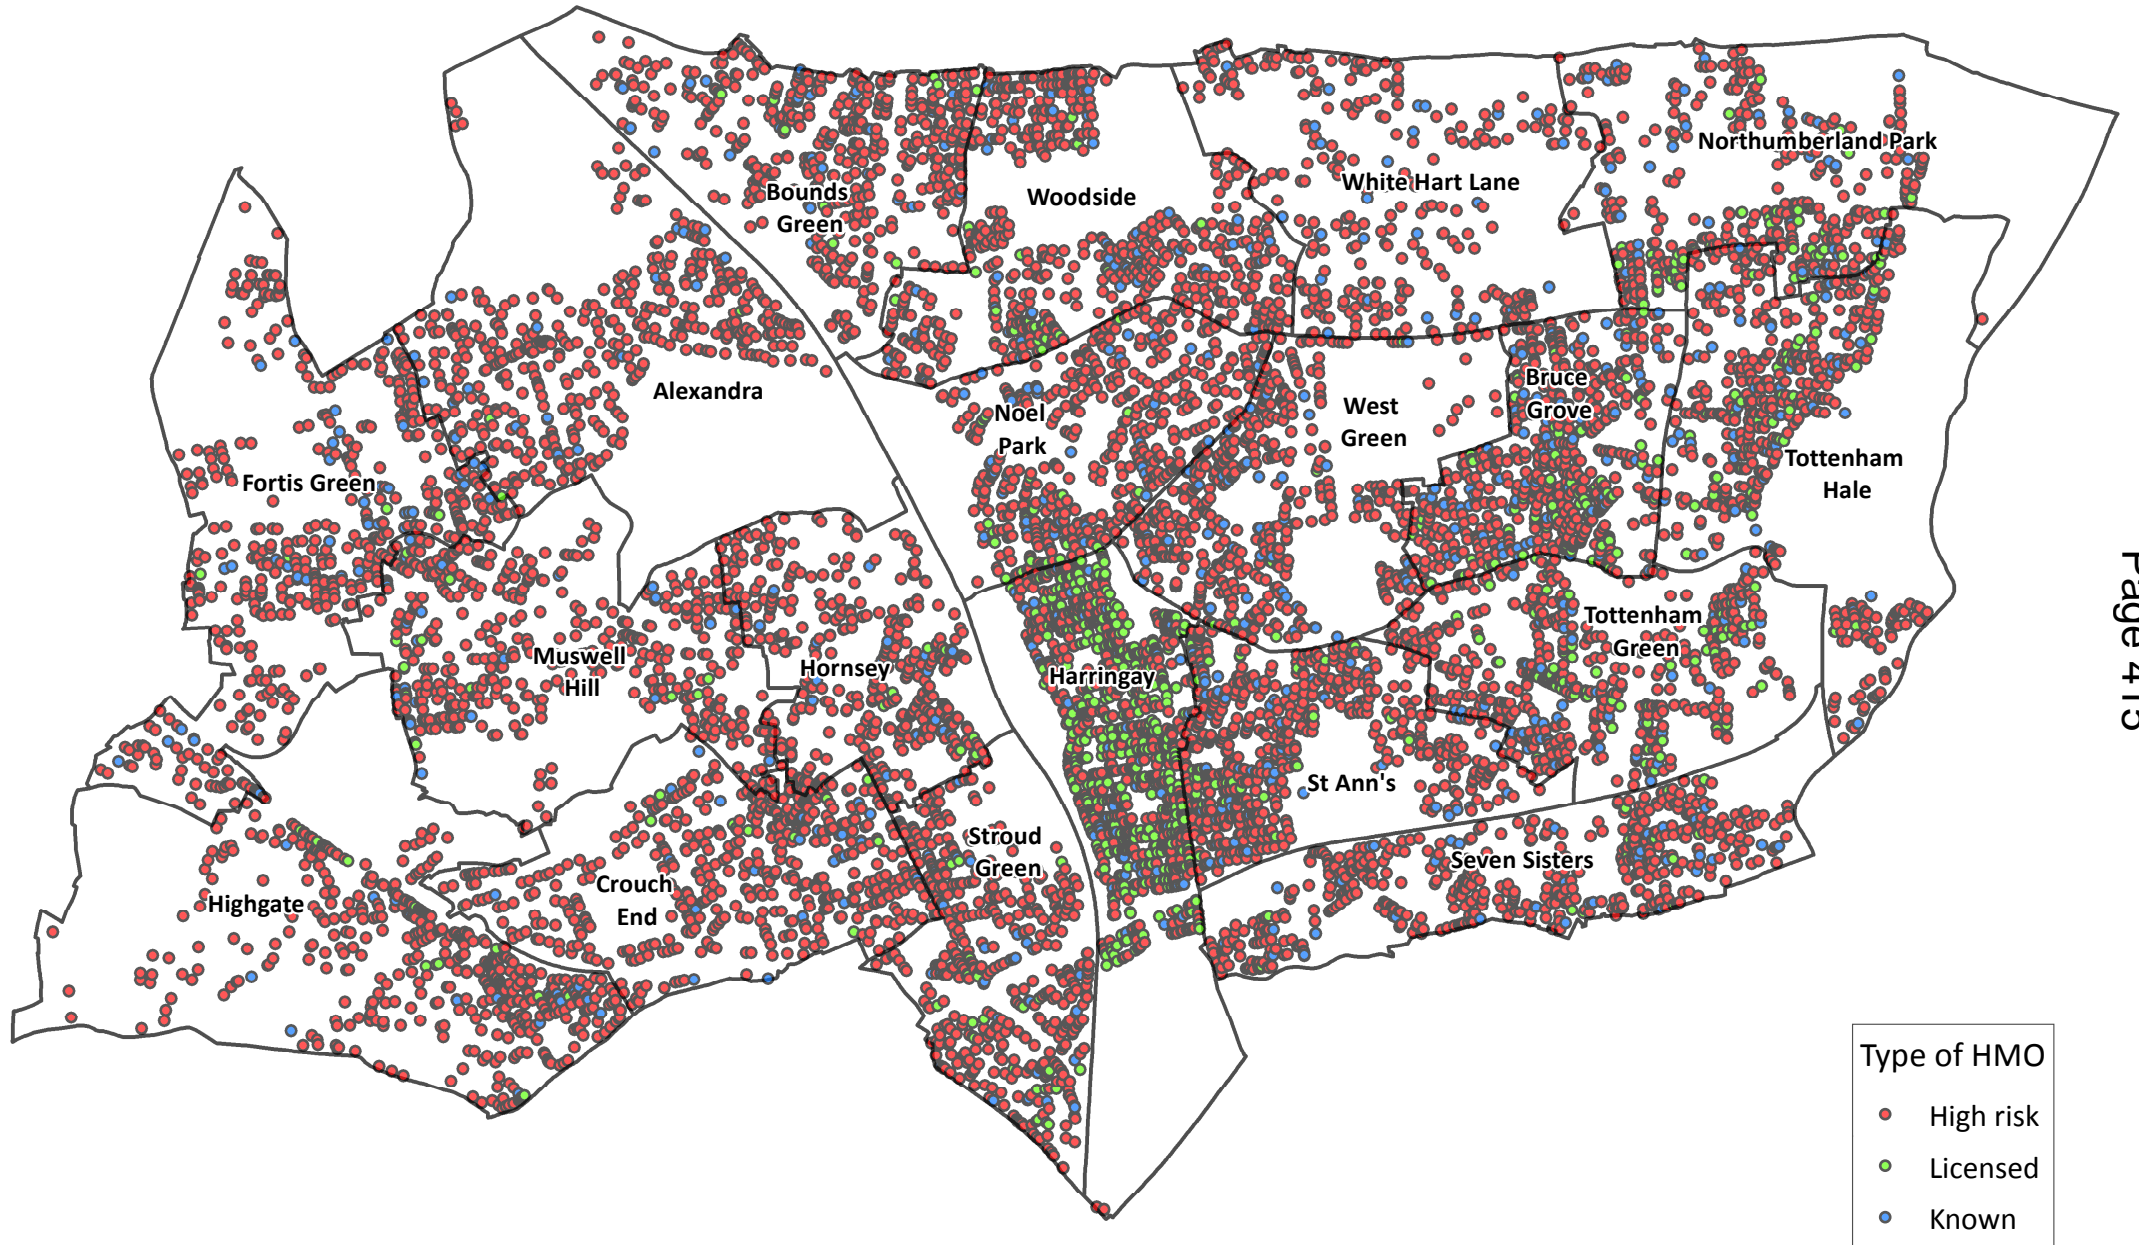 Northumberland Park
White Hart Lane
Woodside
Bounds
Green
Alexandra
Bruce
Grove
West
Green
Noel
Park
Tottenham
Hale
Fortis Green
Tottenham
Green
Muswell
Hill
Hornsey
Harringay
St Ann's
Stroud
Green
Seven Sisters
Crouch
End
Highgate
Page 415
Type of HMO
High risk
Licensed
Known